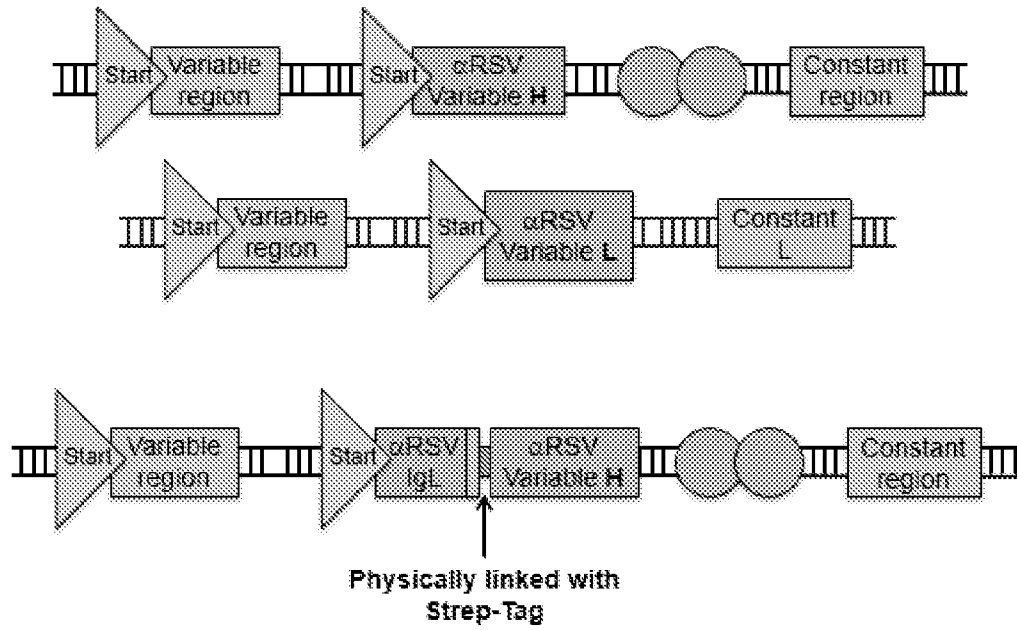 Start
Variable
region
Start
αRSV
Variable H
Constant
region
Start
Variable
region
Start
αRSV
Variable L
Constant
L
Start
Variable
region
Start
αRSV
IgL
αRSV
Variable H
Constant
region
Physically linked with
Strep-Tag